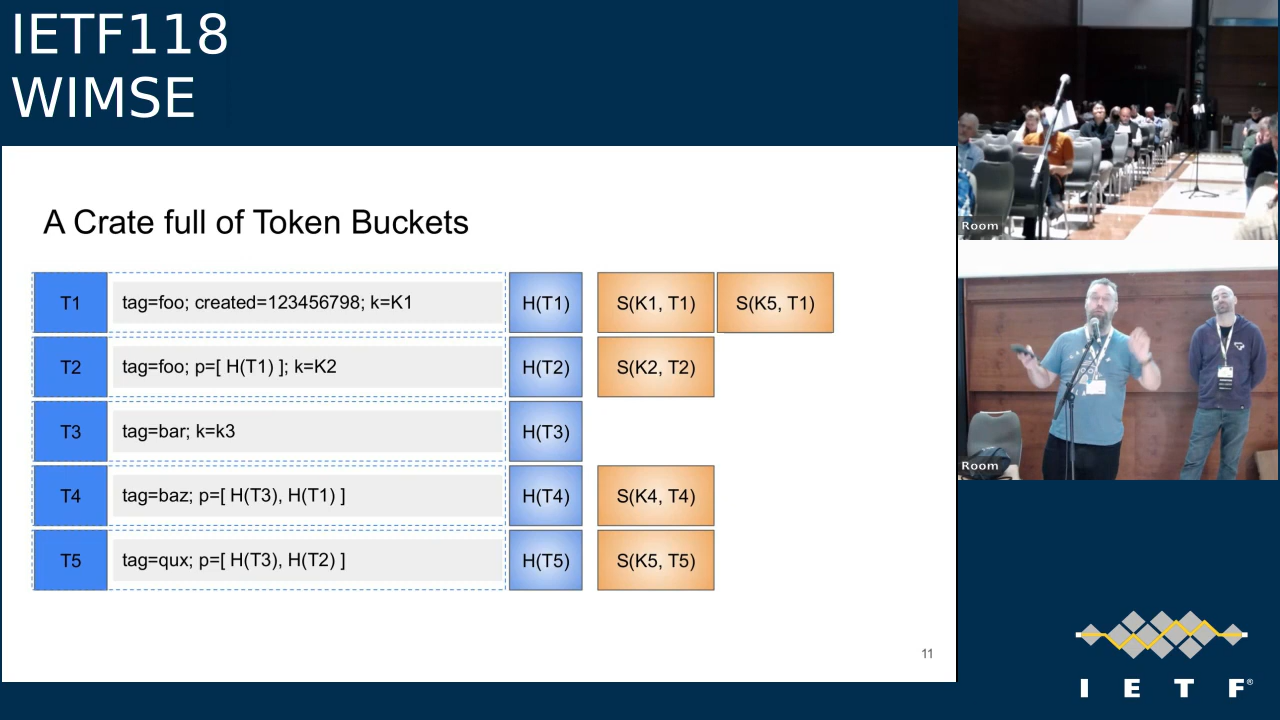 IETF118
WIMSE
A Crate full of Token Buckets
T1 tag=foo; created=123456798; k=K1 H(T1) S(K1, T1) S(K5, T1)
T2 tag=foo; p=[ H(T1) ]; k=K2 H(T2) S(K2, T2)
T3 tag=bar; k=k3 H(T3)
T4 tag=baz; p=[ H(T3), H(T1) ] H(T4) S(K4, T4)
T5 tag=qux; p=[ H(T3), H(T2) ] H(T5) S(K5, T5)
11
Room
Room
I E T F®